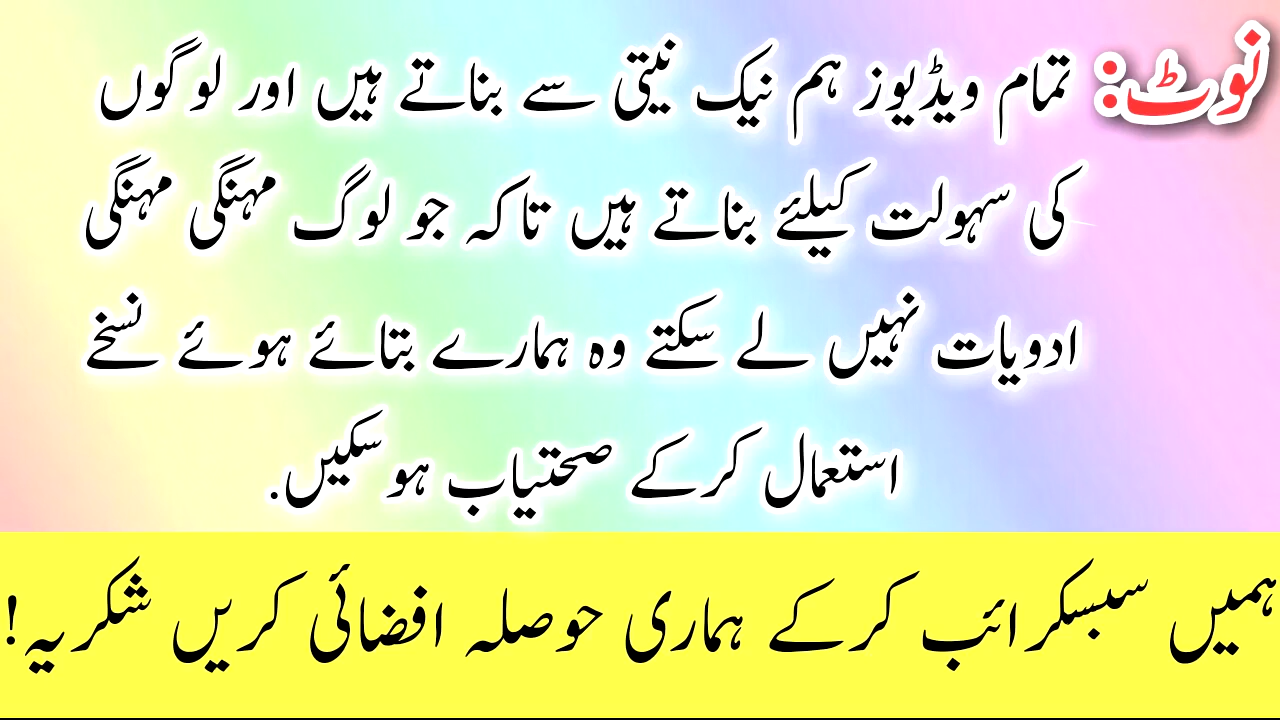 نوٹ: تمام ویڈیوز ہم نیک نیتی سے بناتے ہیں اور لوگوں
کی سہولت کیلئے بناتے ہیں تاکہ جو لوگ مہنگی مہنگی
ادویات نہیں لے سکتے وہ ہمارے بتائے ہوئے نسخے
استعمال کرکے صحتیاب ہوسکیں.
ہمیں سبسکرائب کرکے ہماری حوصلہ افضائی کریں شکریہ!